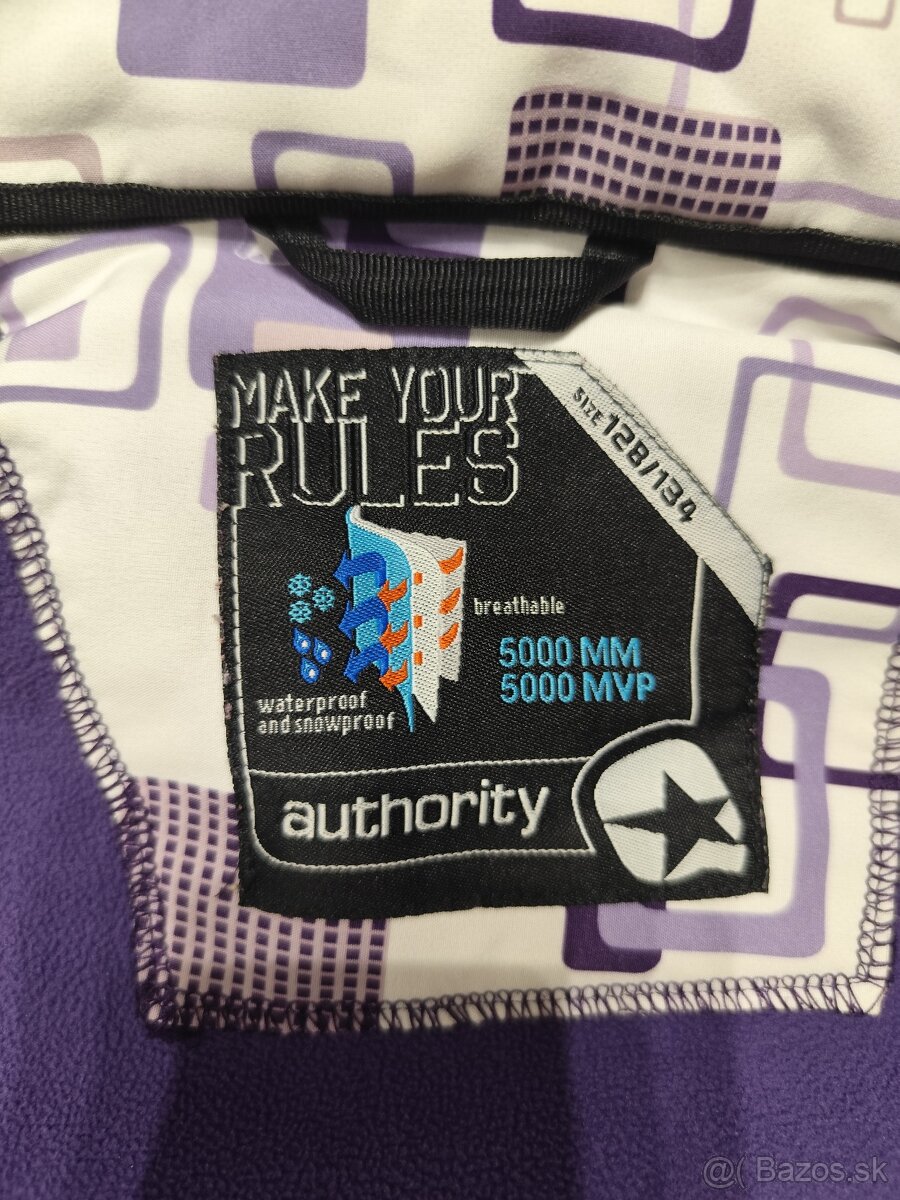 MAKE YOUR
RULES
SIZE 128/134
breathable
5000 MM
5000 MVP
waterproof
and snowproof
authority
@( Bazos.sk